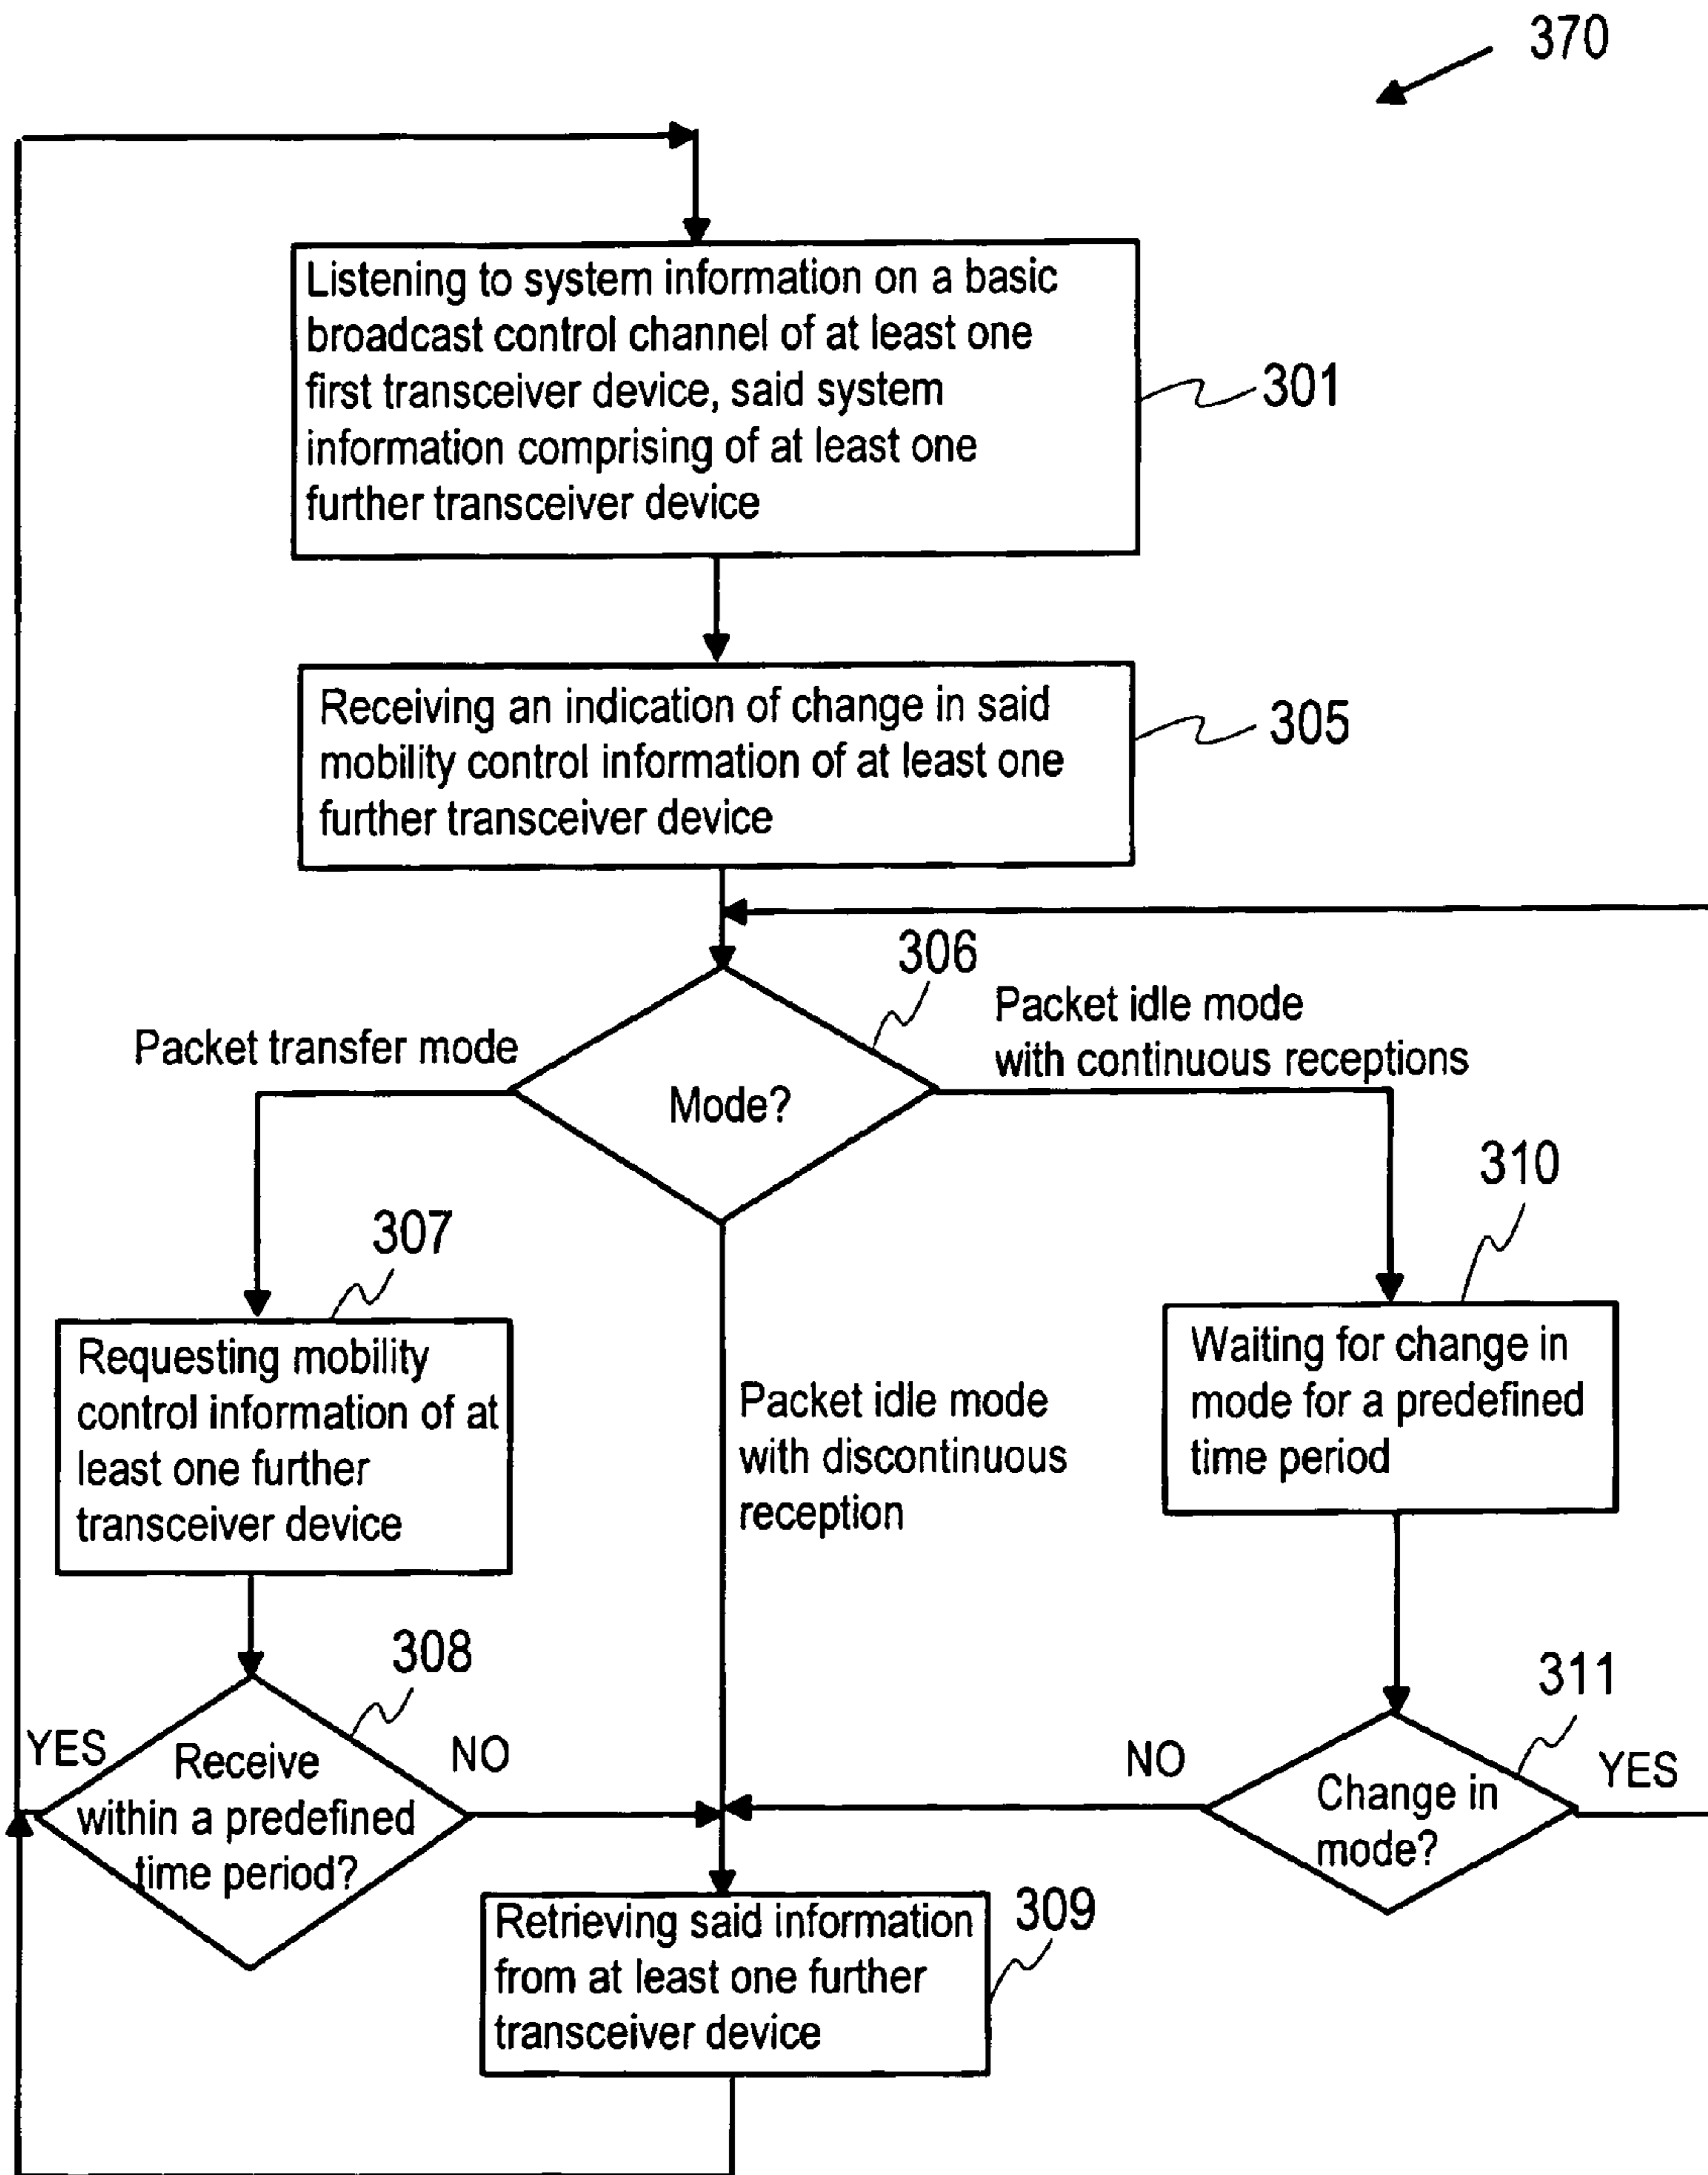 370
Listening to system information on a basic
broadcast control channel of at least one
first transceiver device, said system
information comprising of at least one
further transceiver device
301
Receiving an indication of change in said
mobility control information of at least one
further transceiver device
305
306
Packet transfer mode
Mode?
Packet idle mode
with continuous receptions
307
310
Requesting mobility
control information of at
least one further
transceiver device
Packet idle mode
with discontinuous
reception
Waiting for change in
mode for a predefined
time period
308
311
YES
Receive
within a predefined
time period?
NO
NO
Change in
mode?
YES
Retrieving said information
from at least one further
transceiver device
309